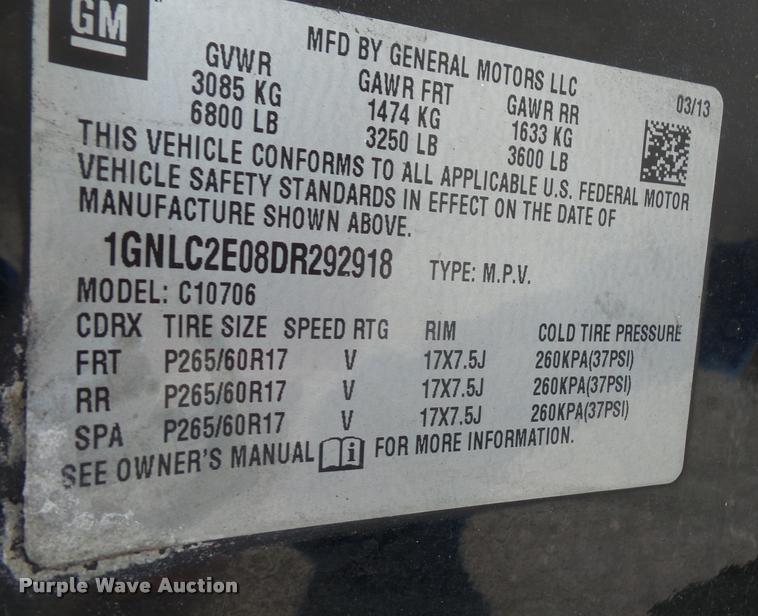 GM
MFD BY GENERAL MOTORS LLC
03/13
GVWR GAWR FRT GAWR RR
3085 KG 1474 KG 1633 KG
6800 LB 3250 LB 3600 LB
THIS VEHICLE CONFORMS TO ALL APPLICABLE U.S. FEDERAL MOTOR
VEHICLE SAFETY STANDARDS IN EFFECT ON THE DATE OF
MANUFACTURE SHOWN ABOVE.
1GNLC2E08DR292918 TYPE: M.P.V.
MODEL: C10706
CDRX TIRE SIZE SPEED RTG RIM COLD TIRE PRESSURE
FRT P265/60R17 V 17X7.5J 260KPA(37PSI)
RR P265/60R17 V 17X7.5J 260KPA(37PSI)
SPA P265/60R17 V 17X7.5J 260KPA(37PSI)
SEE OWNER'S MANUAL FOR MORE INFORMATION.
Purple Wave Auction